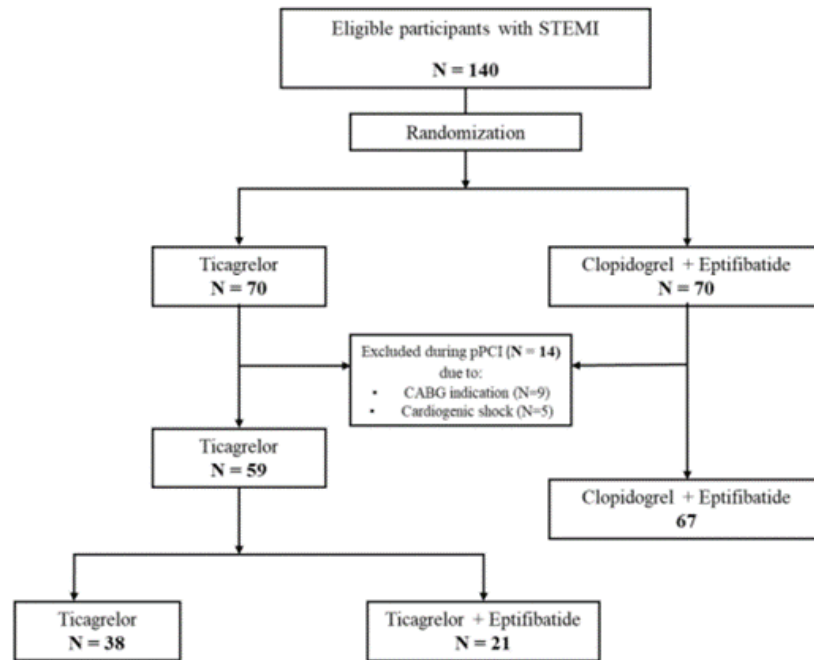 Eligible participants with STEMI
N = 140
Randomization
Ticagrelor
N = 70
Clopidogrel + Eptifibatide
N = 70
Excluded during pPCI (N = 14)
due to:
▪ CABG indication (N=9)
▪ Cardiogenic shock (N=5)
Ticagrelor
N = 59
Clopidogrel + Eptifibatide
67
Ticagrelor
N = 38
Ticagrelor + Eptifibatide
N = 21